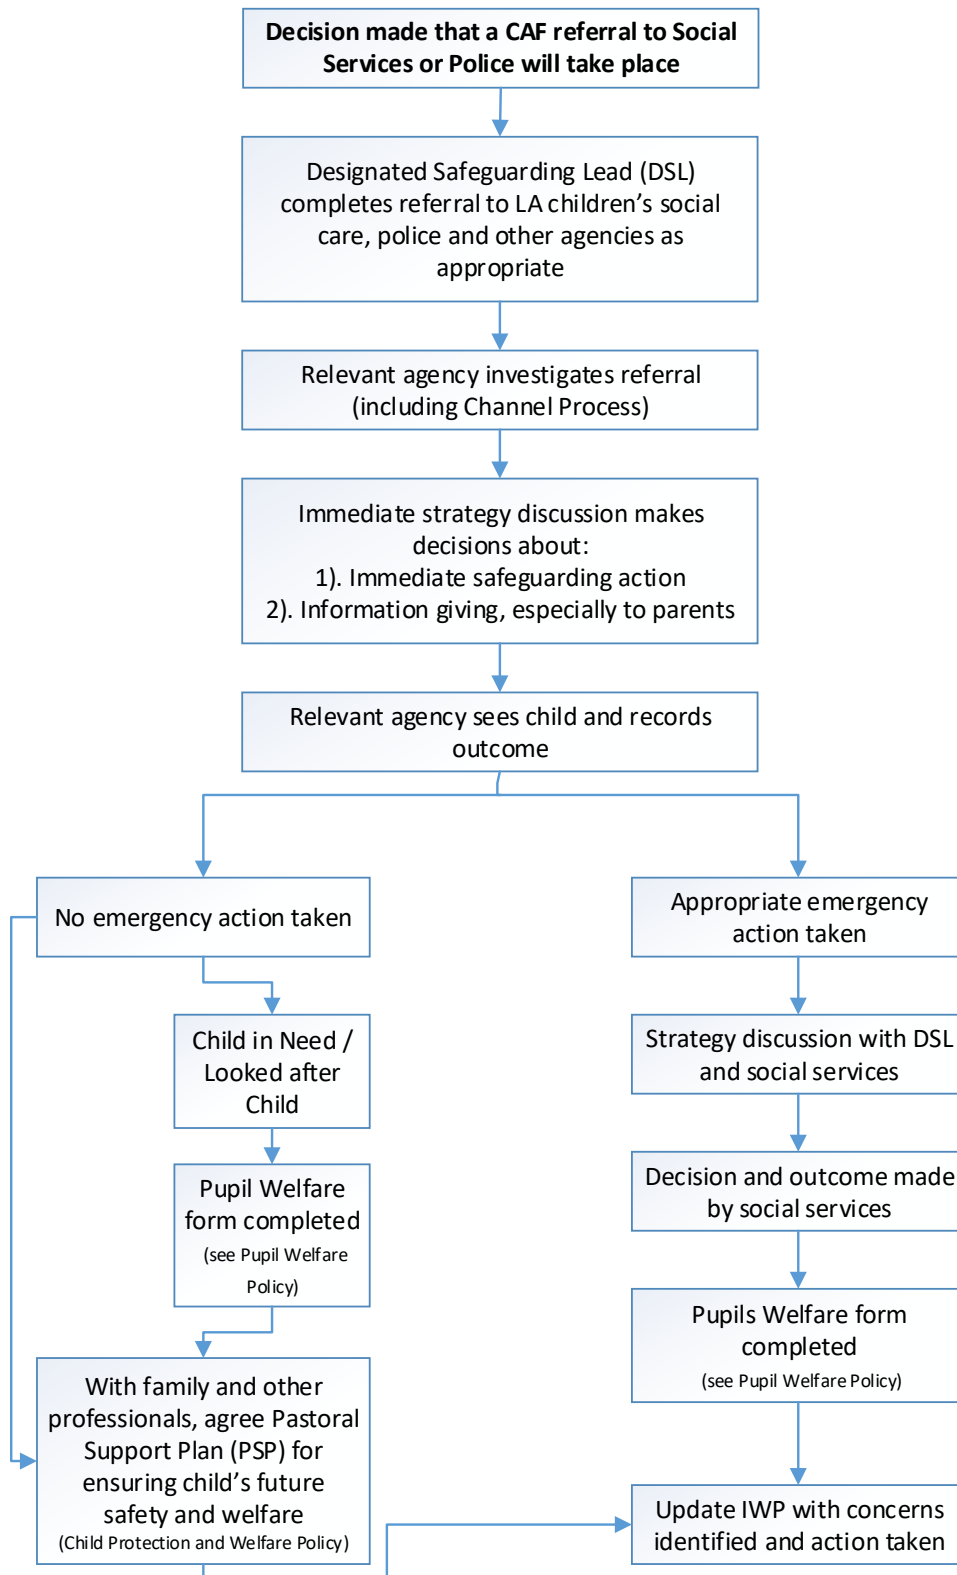 Decision made that a CAF referral to Social
Services or Police will take place
Designated Safeguarding Lead (DSL)
completes referral to LA children’s social
care, police and other agencies as
appropriate
Relevant agency investigates referral
(including Channel Process)
Immediate strategy discussion makes
decisions about:
1). Immediate safeguarding action
2). Information giving, especially to parents
Relevant agency sees child and records
outcome
No emergency action taken
Child in Need /
Looked after
Child
Pupil Welfare
form completed
(see Pupil Welfare
Policy)
With family and other
professionals, agree Pastoral
Support Plan (PSP) for
ensuring child’s future
safety and welfare
(Child Protection and Welfare Policy)
Appropriate emergency
action taken
Strategy discussion with DSL
and social services
Decision and outcome made
by social services
Pupils Welfare form
completed
(see Pupil Welfare Policy)
Update IWP with concerns
identified and action taken